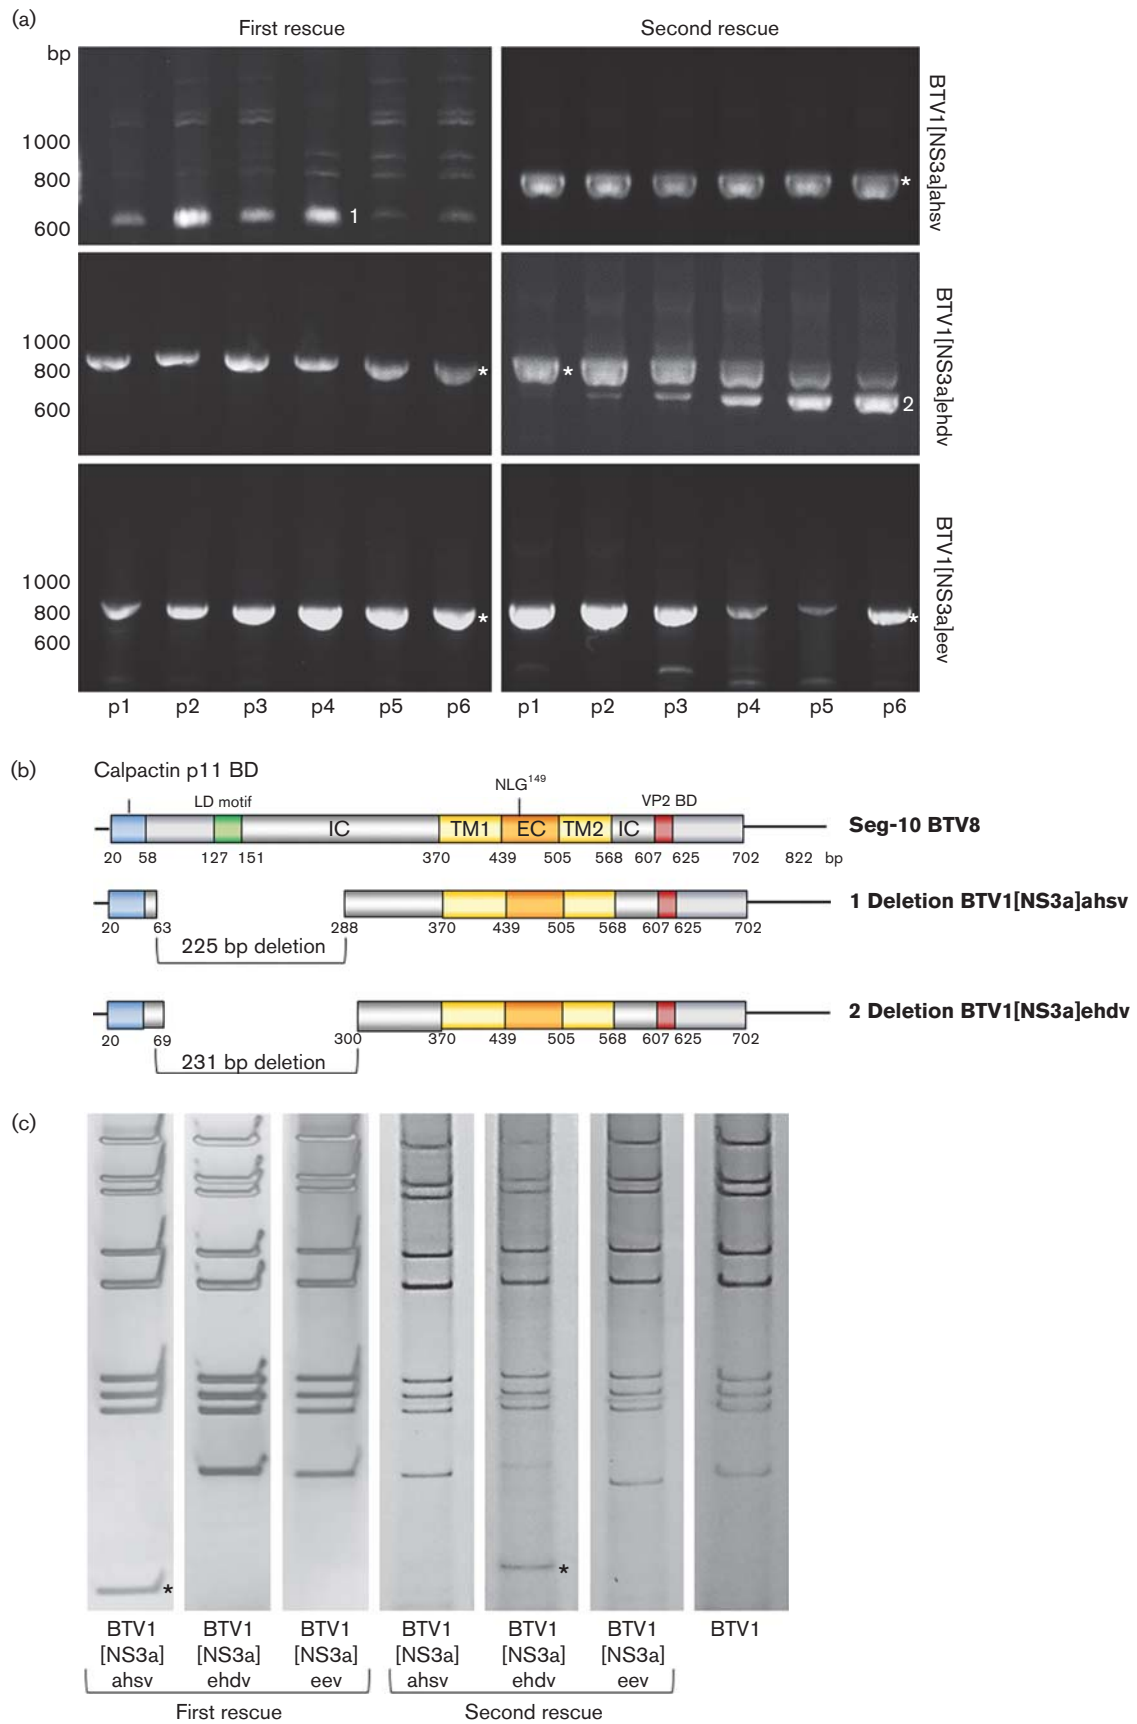 (a)
First rescue
Second rescue
bp
1000
800
600
1
*
BTV1[NS3a]ahsv
1000
800
600
*
*
2
BTV1[NS3a]ehdv
1000
800
600
*
*
BTV1[NS3a]eev
p1 p2 p3 p4 p5 p6 p1 p2 p3 p4 p5 p6
(b)
Calpactin p11 BD
LD motif
NLG149
VP2 BD
IC TM1 EC TM2 IC
Seg-10 BTV8
20 58 127 151 370 439 505 568 607 625 702 822 bp
1 Deletion BTV1[NS3a]ahsv
20 63 288 370 439 505 568 607 625 702
225 bp deletion
2 Deletion BTV1[NS3a]ehdv
20 69 300 370 439 505 568 607 625 702
231 bp deletion
(c)
*
*
BTV1 BTV1 BTV1 BTV1 BTV1 BTV1 BTV1
[NS3a] [NS3a] [NS3a] [NS3a] [NS3a] [NS3a]
ahsv ehdv eev ahsv ehdv eev
First rescue
Second rescue